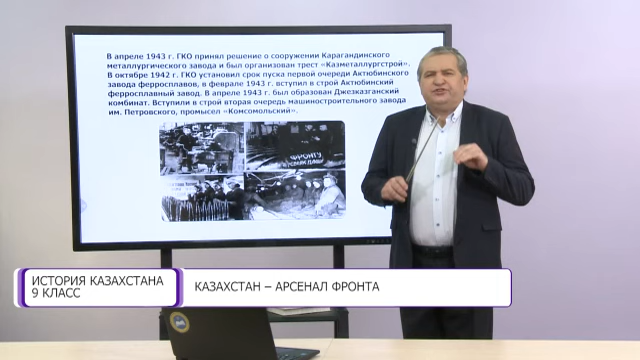 В апреле 1943 г. ГКО принял решение о сооружении Карагандинского
металлургического завода и был организован трест «Казметаллургстрой».
В октябре 1942 г. ГКО установил срок пуска первой очереди Актюбинского
завода ферросплавов, в феврале 1943 г. вступил в строй Актюбинский
ферросплавный завод. В апреле 1943 г. был образован Джезказганский
комбинат. Вступили в строй вторая очередь машиностроительного завода
им. Петровского, промысел «Комсомольский».
ФРОНТУ
ИСТОРИЯ КАЗАХСТАНА
9 КЛАСС
КАЗАХСТАН – АРСЕНАЛ ФРОНТА